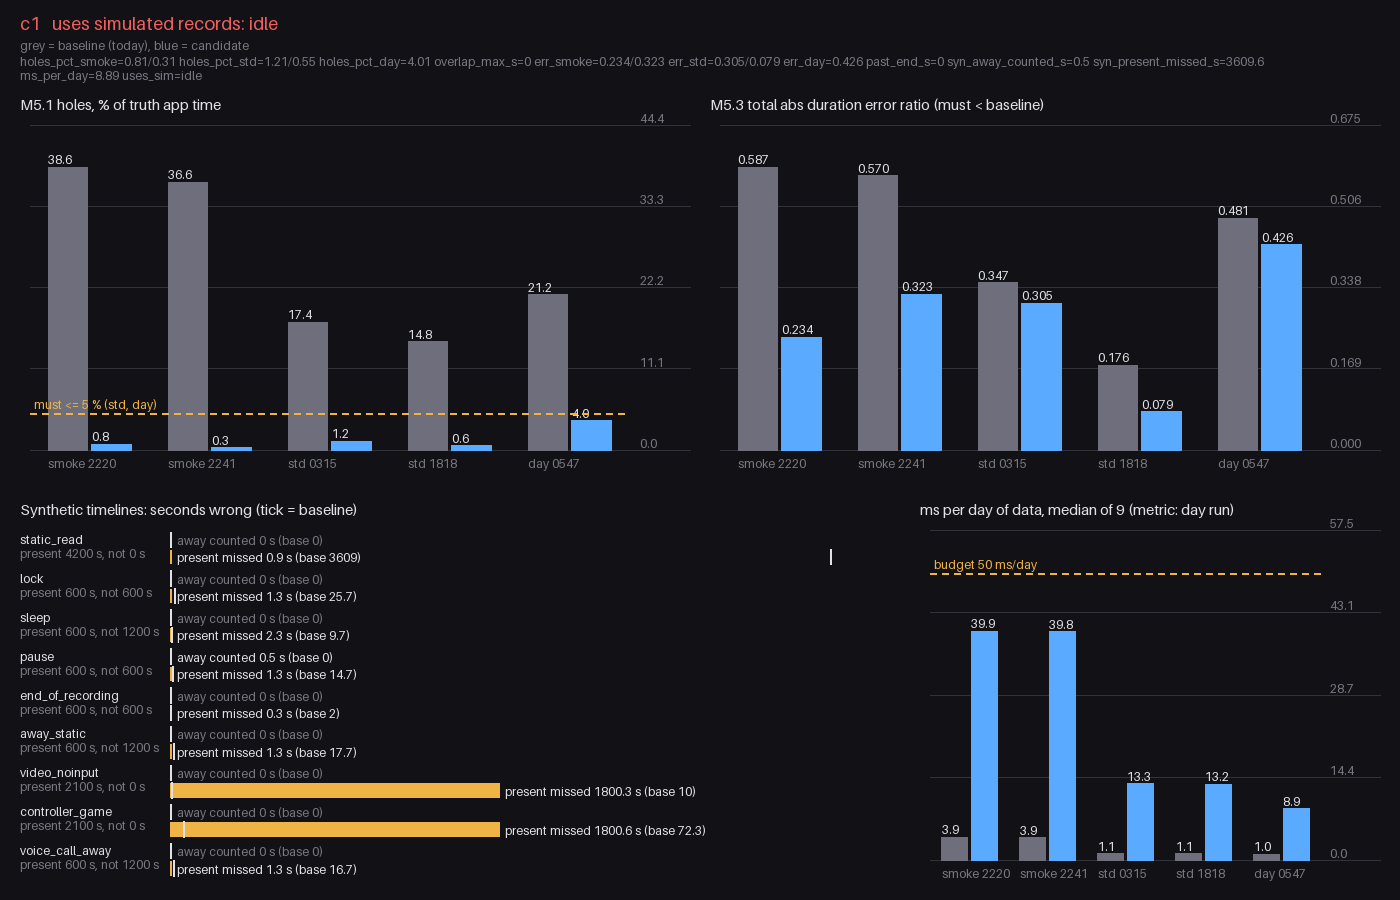 c1 uses simulated records: idle
grey = baseline (today), blue = candidate
holes_pct_smoke=0.81/0.31 holes_pct_std=1.21/0.55 holes_pct_day=4.01 overlap_max_s=0 err_smoke=0.234/0.323 err_std=0.305/0.079 err_day=0.426 past_end_s=0 syn_away_counted_s=0.5 syn_present_missed_s=3609.6
ms_per_day=8.89 uses_sim=idle
M5.1 holes, % of truth app time
44.4
33.3
22.2
11.1
0.0
38.6
36.6
17.4
14.8
21.2
must <= 5 % (std, day)
0.8
0.3
1.2
0.6
4.0
smoke 2220
smoke 2241
std 0315
std 1818
day 0547
M5.3 total abs duration error ratio (must < baseline)
0.675
0.506
0.338
0.169
0.000
0.587
0.234
0.570
0.323
0.347
0.305
0.176
0.079
0.481
0.426
smoke 2220
smoke 2241
std 0315
std 1818
day 0547
Synthetic timelines: seconds wrong (tick = baseline)
static_read
present 4200 s, not 0 s
away counted 0 s (base 0)
present missed 0.9 s (base 3609)
lock
present 600 s, not 600 s
away counted 0 s (base 0)
present missed 1.3 s (base 25.7)
sleep
present 600 s, not 1200 s
away counted 0 s (base 0)
present missed 2.3 s (base 9.7)
pause
present 600 s, not 600 s
away counted 0.5 s (base 0)
present missed 1.3 s (base 14.7)
end_of_recording
present 600 s, not 600 s
away counted 0 s (base 0)
present missed 0.3 s (base 2)
away_static
present 600 s, not 1200 s
away counted 0 s (base 0)
present missed 1.3 s (base 17.7)
video_noinput
present 2100 s, not 0 s
away counted 0 s (base 0)
present missed 1800.3 s (base 10)
controller_game
present 2100 s, not 0 s
away counted 0 s (base 0)
present missed 1800.6 s (base 72.3)
voice_call_away
present 600 s, not 1200 s
away counted 0 s (base 0)
present missed 1.3 s (base 16.7)
ms per day of data, median of 9 (metric: day run)
57.5
43.1
28.7
14.4
0.0
budget 50 ms/day
3.9
39.9
3.9
39.8
1.1
13.3
1.1
13.2
1.0
8.9
smoke 2220
smoke 2241
std 0315
std 1818
day 0547